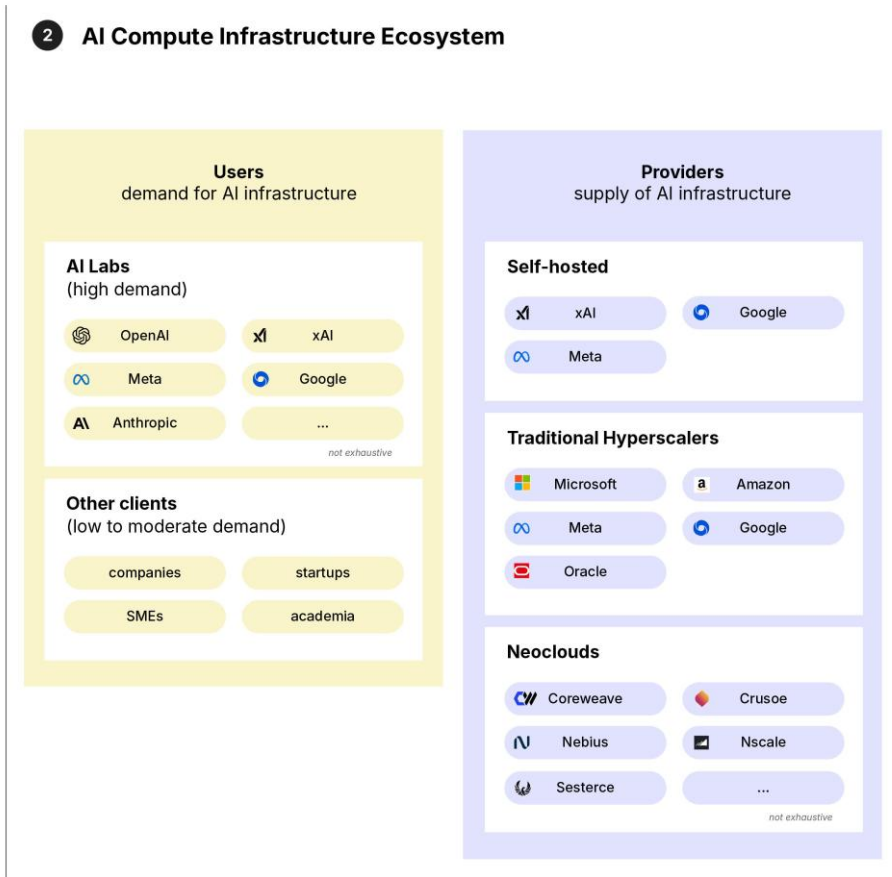 2 AI Compute Infrastructure Ecosystem
Users
demand for AI infrastructure
AI Labs
(high demand)
OpenAI
xAI
Meta
Google
Anthropic
...
not exhaustive
Other clients
(low to moderate demand)
companies
startups
SMEs
academia
Providers
supply of AI infrastructure
Self-hosted
xAI
Google
Meta
Traditional Hyperscalers
Microsoft
Amazon
Meta
Google
Oracle
Neoclouds
Coreweave
Crusoe
Nebius
Nscale
Sesterce
...
not exhaustive